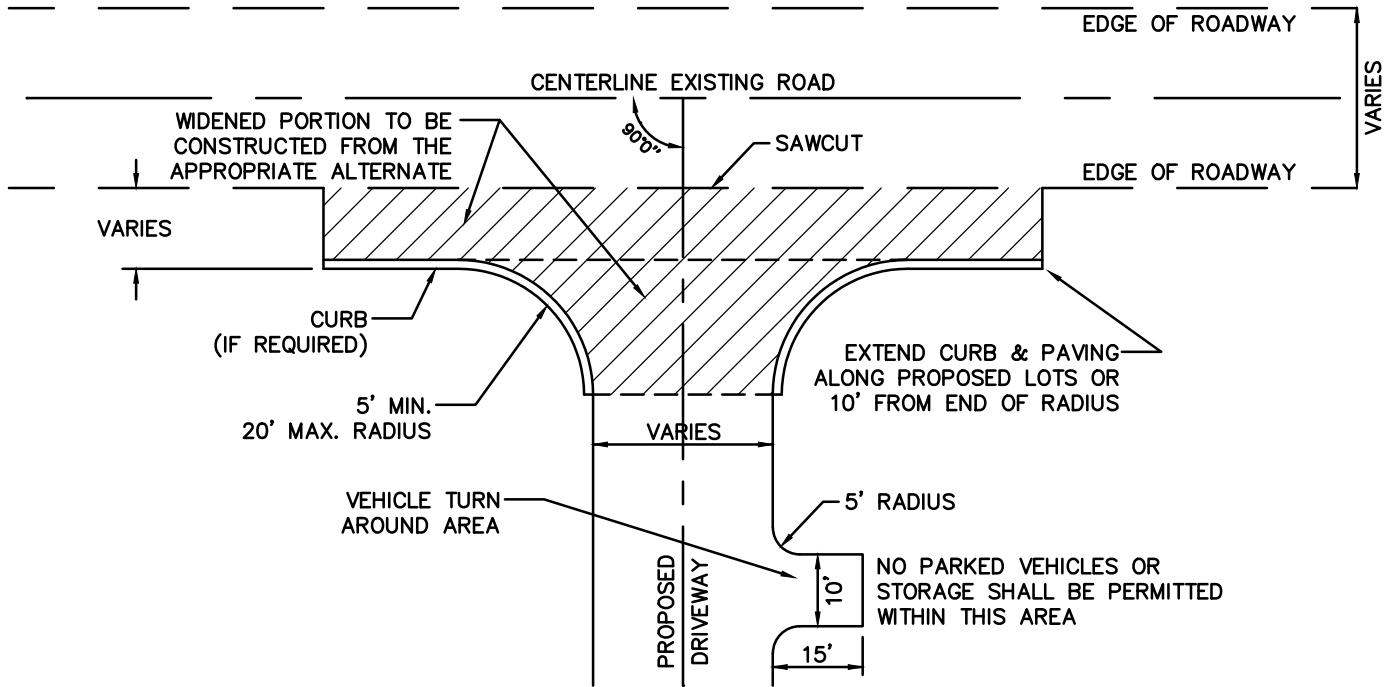 EDGE OF ROADWAY
CENTERLINE EXISTING ROAD
VARIES
WIDENED PORTION TO BE
CONSTRUCTED FROM THE
APPROPRIATE ALTERNATE
90°0"
SAWCUT
EDGE OF ROADWAY
VARIES
CURB
(IF REQUIRED)
EXTEND CURB & PAVING
ALONG PROPOSED LOTS OR
10' FROM END OF RADIUS
5' MIN.
20' MAX. RADIUS
VARIES
VEHICLE TURN
AROUND AREA
5' RADIUS
PROPOSED
DRIVEWAY
10'
NO PARKED VEHICLES OR
STORAGE SHALL BE PERMITTED
WITHIN THIS AREA
15'